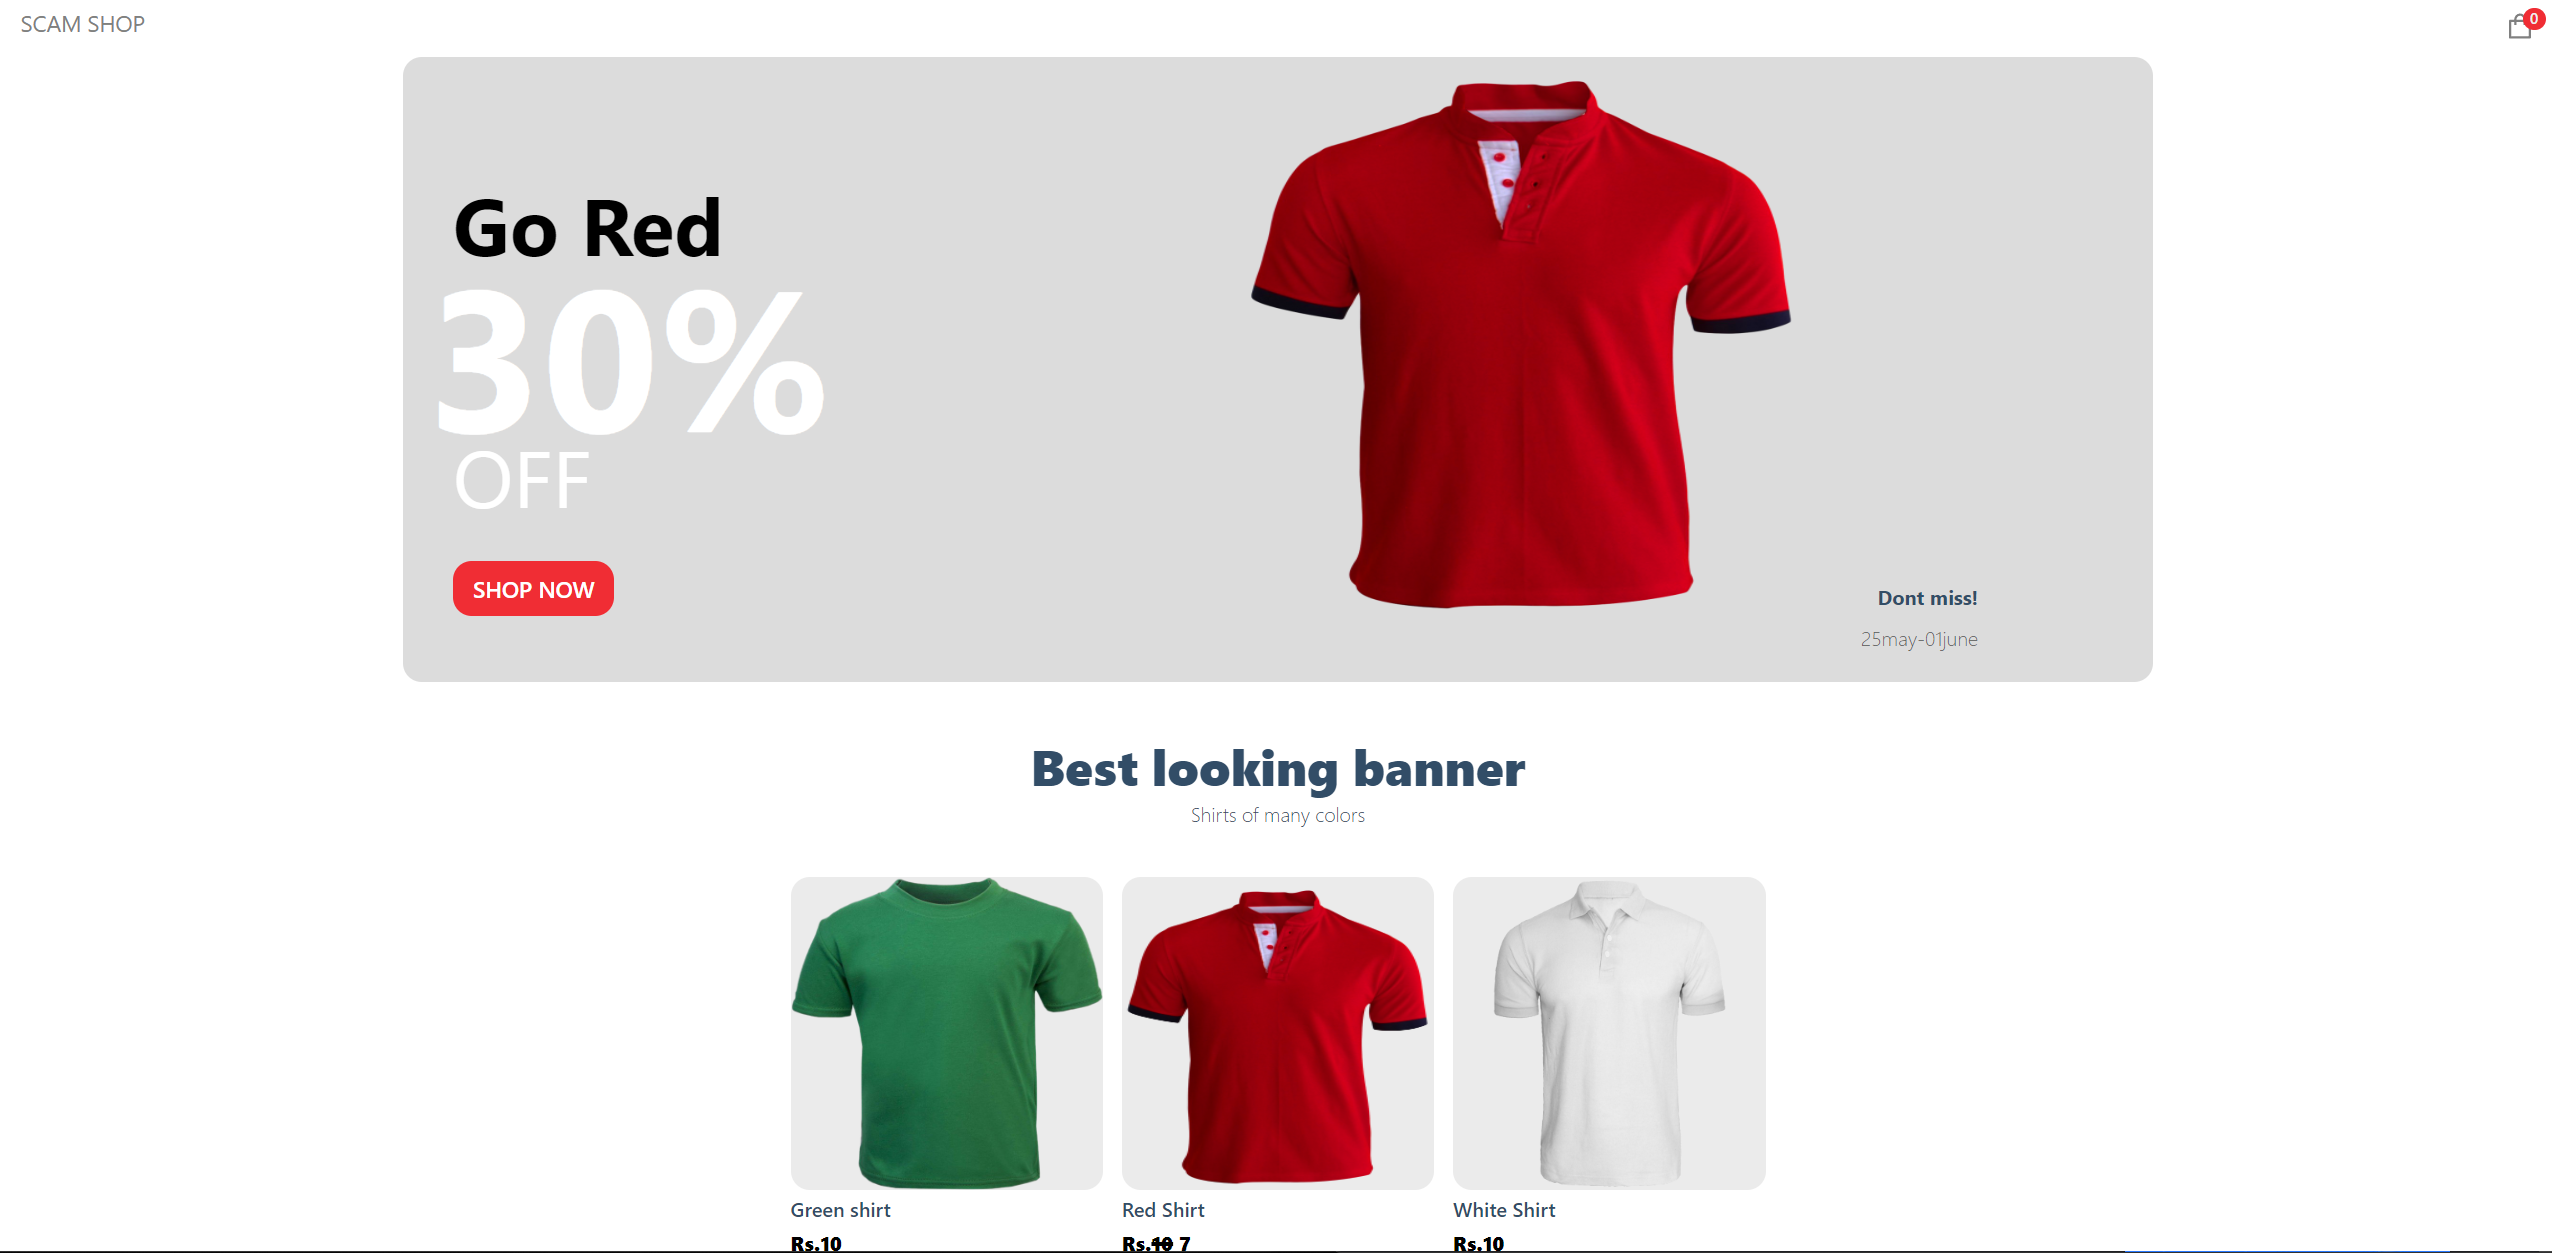 SCAM SHOP
0
Go Red
30%
OFF
SHOP NOW
Dont miss!
25may-01june
Best looking banner
Shirts of many colors
Green shirt
Red Shirt
White Shirt
Rs.10
Rs.10 7
Rs.10